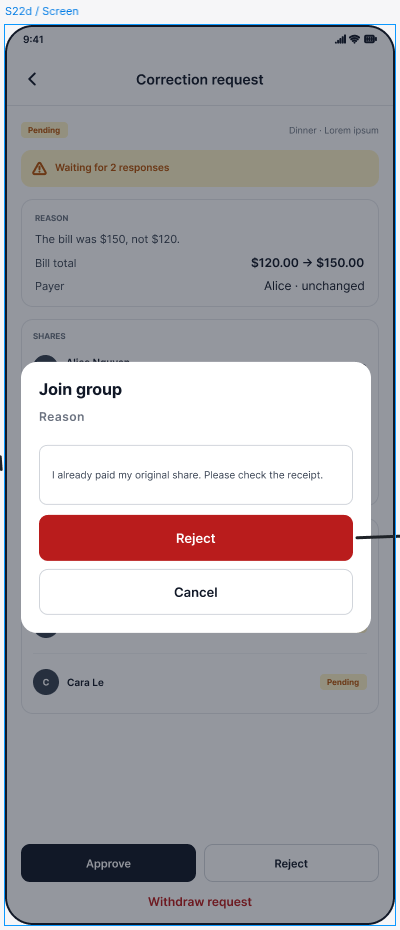 S22d / Screen
9:41
Correction request
Pending
Dinner · Lorem ipsum
Waiting for 2 responses
REASON
The bill was $150, not $120.
Bill total
$120.00 → $150.00
Payer
Alice · unchanged
SHARES
Alice Nguyen
Join group
Reason
I already paid my original share. Please check the receipt.
Reject
Cancel
C
Cara Le
Pending
Approve
Reject
Withdraw request